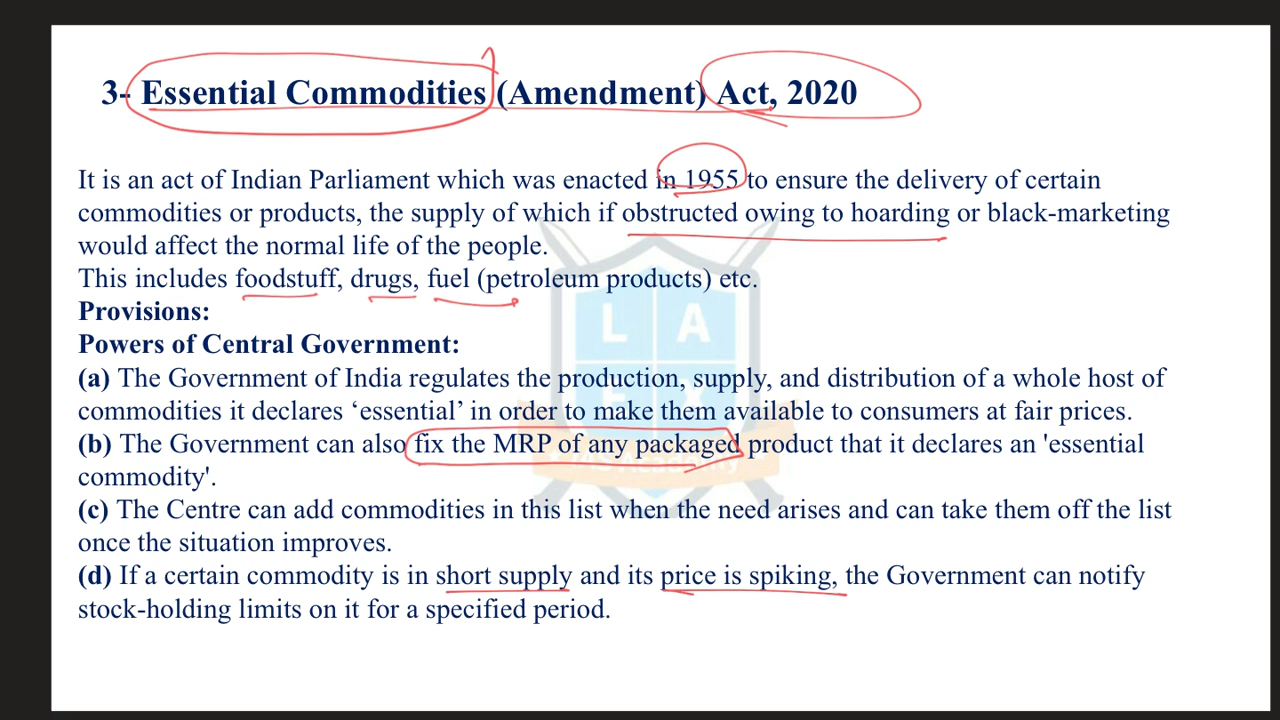 3- Essential Commodities (Amendment) Act, 2020
It is an act of Indian Parliament which was enacted in 1955 to ensure the delivery of certain
commodities or products, the supply of which if obstructed owing to hoarding or black-marketing
would affect the normal life of the people.
This includes foodstuff, drugs, fuel (petroleum products) etc.
Provisions:
Powers of Central Government:
(a) The Government of India regulates the production, supply, and distribution of a whole host of
commodities it declares ‘essential’ in order to make them available to consumers at fair prices.
(b) The Government can also fix the MRP of any packaged product that it declares an 'essential
commodity'.
(c) The Centre can add commodities in this list when the need arises and can take them off the list
once the situation improves.
(d) If a certain commodity is in short supply and its price is spiking, the Government can notify
stock-holding limits on it for a specified period.
L A
E X